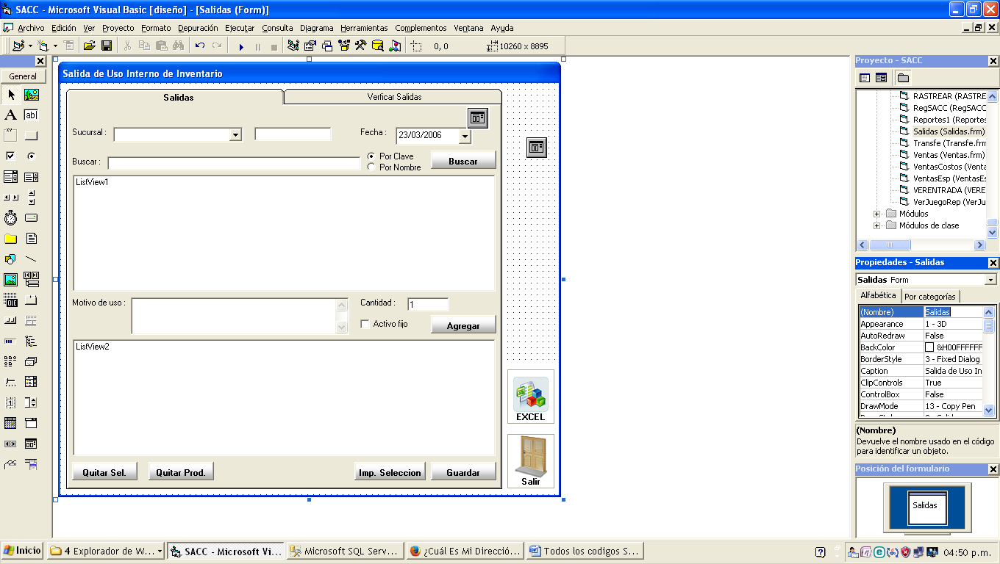 SACC - Microsoft Visual Basic [diseño] - [Salidas (Form)]
Archivo Edición Ver Proyecto Formato Depuración Ejecutar Consulta Diagrama Herramientas Complementos Ventana Ayuda
0, 0 10260 x 8895
General
A ab|
xy
OLE
Salida de Uso Interno de Inventario
Salidas Verficar Salidas
Sucursal : Fecha : 23/03/2006
Buscar : Por Clave Buscar
Por Nombre
ListView1
Motivo de uso : Cantidad : 1
Activo fijo Agregar
ListView2
EXCEL
Quitar Sel. Quitar Prod. Imp. Seleccion Guardar
Salir
Proyecto - SACC
RASTREAR (RASTRE
RegSACC (RegSACC
Reportes1 (Reportes
Salidas (Salidas.frm)
Transfe (Transfe.frm
Ventas (Ventas.frm)
VentasCostos (Venta
VentasEsp (VentasEs
VERENTRADA (VERE
VerJuegoRep (VerJu
Módulos
Módulos de clase
Propiedades - Salidas
Salidas Form
Alfabética Por categorías
(Nombre) Salidas
Appearance 1 - 3D
AutoRedraw False
BackColor &H00FFFFFF
BorderStyle 3 - Fixed Dialog
Caption Salida de Uso In
ClipControls True
ControlBox False
DrawMode 13 - Copy Pen
(Nombre)
Devuelve el nombre usado en el código
para identificar un objeto.
Posición del formulario
Salidas
Inicio 4 Explorador de W... SACC - Microsoft Vi... Microsoft SQL Serv... ¿Cuál Es Mi Direcció... Todos los codigos S... 04:50 p.m.